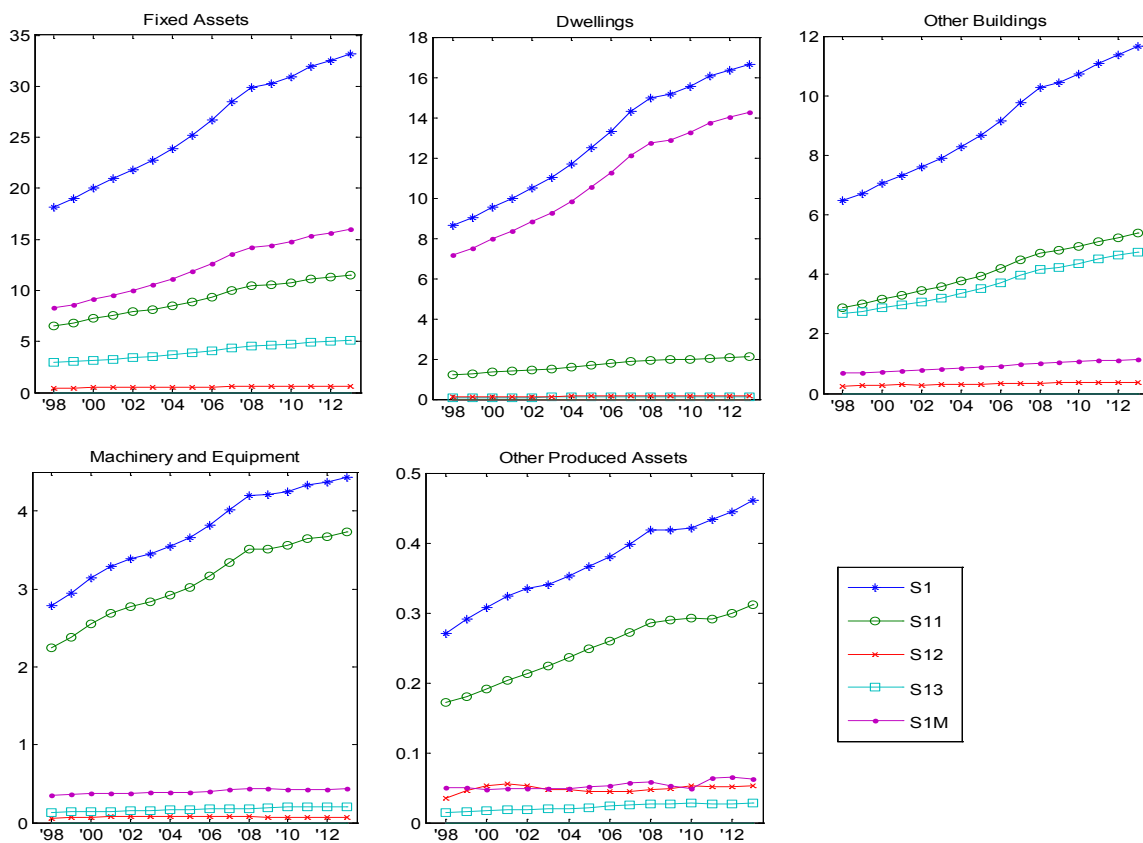 Fixed Assets
35
30
25
20
15
10
5
0
'98 '00 '02 '04 '06 '08 '10 '12
Dwellings
18
16
14
12
10
8
6
4
2
0
'98 '00 '02 '04 '06 '08 '10 '12
Other Buildings
12
10
8
6
4
2
0
'98 '00 '02 '04 '06 '08 '10 '12
Machinery and Equipment
4
3
2
1
0
'98 '00 '02 '04 '06 '08 '10 '12
Other Produced Assets
0.5
0.4
0.3
0.2
0.1
0
'98 '00 '02 '04 '06 '08 '10 '12
S1
S11
S12
S13
S1M